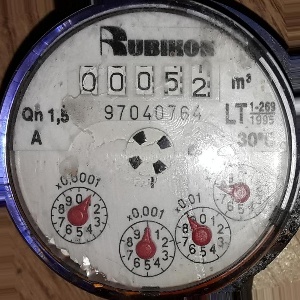 RUBIKON
00052 m³
Qn 1,5
97040764
LT 1-269
1995
A
30°C
x0,0001
x0,001
x0,01